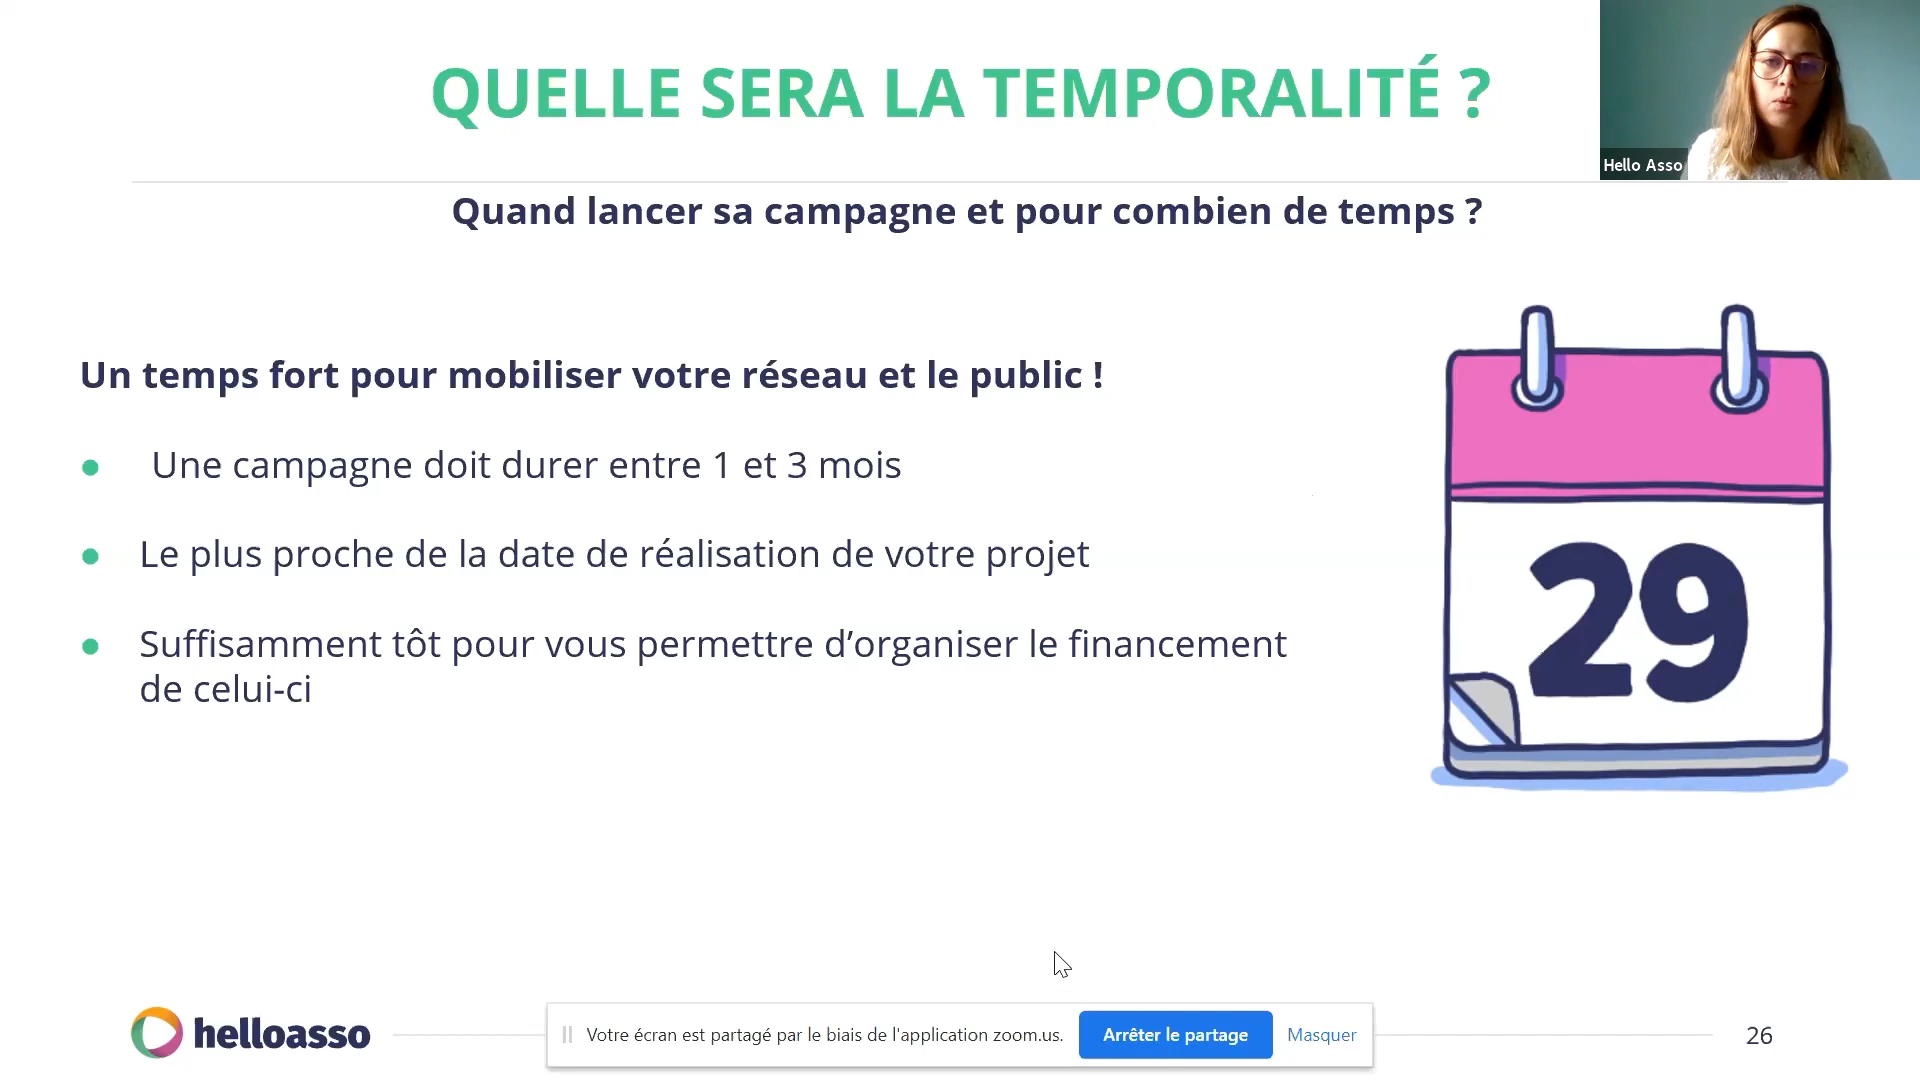 QUELLE SERA LA TEMPORALITÉ ?
Hello Asso
Quand lancer sa campagne et pour combien de temps ?
Un temps fort pour mobiliser votre réseau et le public !
● Une campagne doit durer entre 1 et 3 mois
● Le plus proche de la date de réalisation de votre projet
● Suffisamment tôt pour vous permettre d’organiser le financement
de celui-ci
29
helloasso
Votre écran est partagé par le biais de l'application zoom.us.
Arrêter le partage
Masquer
26